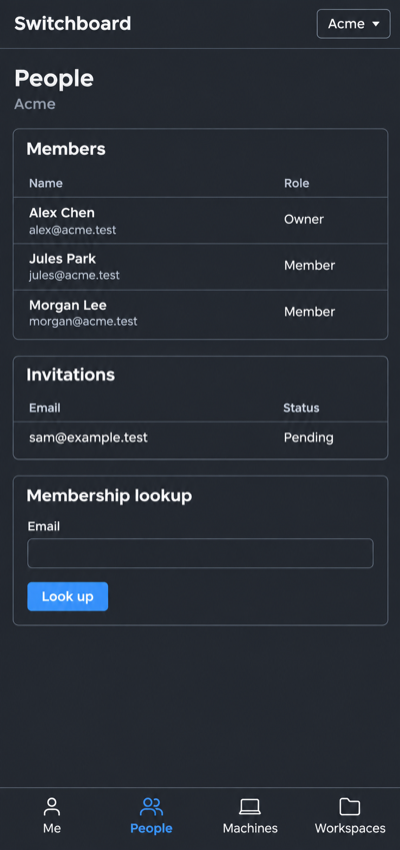 Switchboard
Acme
People
Acme
Members
Name Role
Alex Chen
alex@acme.test
Owner
Jules Park
jules@acme.test
Member
Morgan Lee
morgan@acme.test
Member
Invitations
Email Status
sam@example.test Pending
Membership lookup
Email
Look up
Me People Machines Workspaces